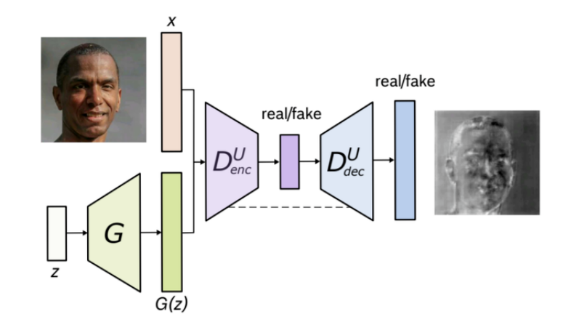 x
real/fake
real/fake
D^U_enc
D^U_dec
G
z
G(z)